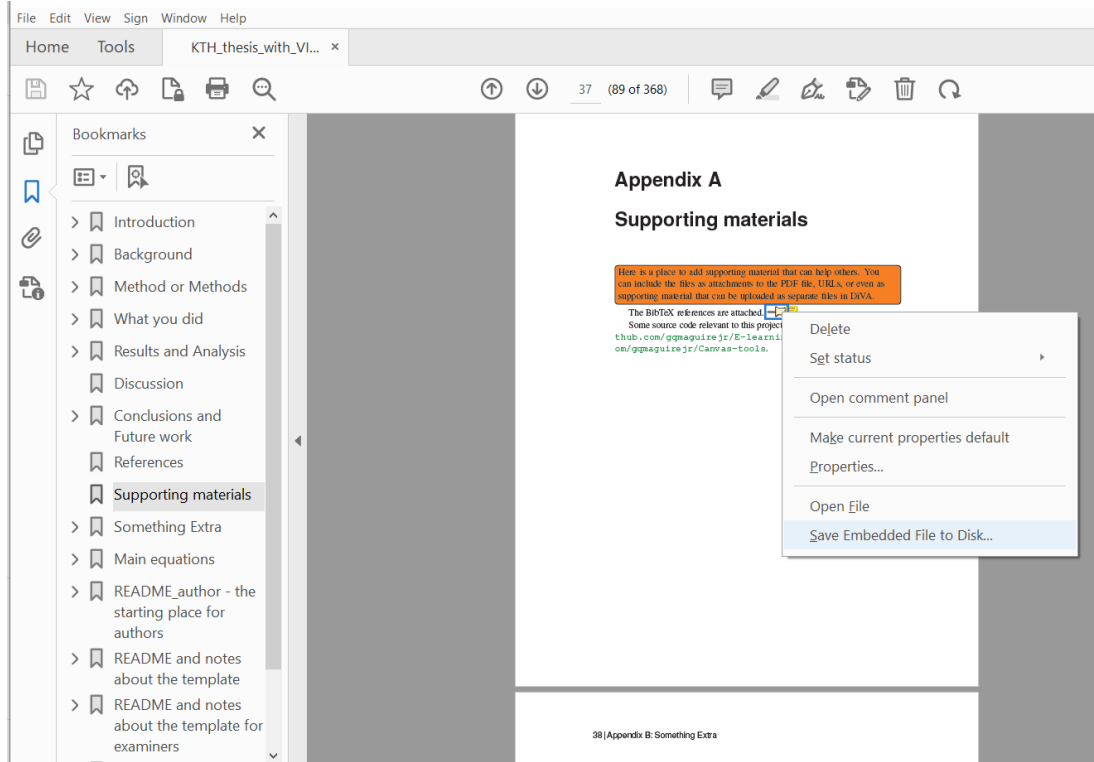 File Edit View Sign Window Help
Home Tools KTH_thesis_with_VI... ×
37 (89 of 368)
Bookmarks
Introduction
Background
Method or Methods
What you did
Results and Analysis
Discussion
Conclusions and
Future work
References
Supporting materials
Something Extra
Main equations
README_author - the
starting place for
authors
README and notes
about the template
README and notes
about the template for
examiners
Appendix A
Supporting materials
Here is a place to add supporting material that can help others. You
can include the files as attachments to the PDF file, URLs, or even as
supporting material that can be uploaded as separate files in DiVA.
The BibTeX references are attached.
Some source code relevant to this project
thub.com/gqmaguirejr/E-learni
om/gqmaguirejr/Canvas-tools.
Delete
Set status
Open comment panel
Make current properties default
Properties...
Open File
Save Embedded File to Disk...
38|Appendix B: Something Extra